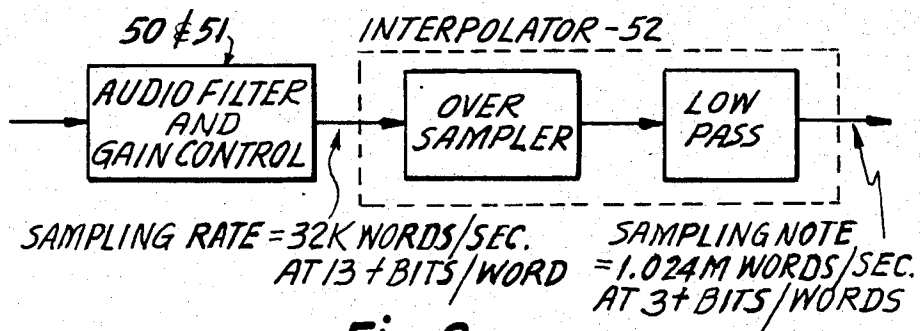 50 & 51
INTERPOLATOR-52
AUDIO FILTER
AND
GAIN CONTROL
OVER
SAMPLER
LOW
PASS
SAMPLING RATE = 32K WORDS/SEC.
AT 13+ BITS/WORD
SAMPLING NOTE
= 1.024M WORDS/SEC.
AT 3+ BITS/WORDS